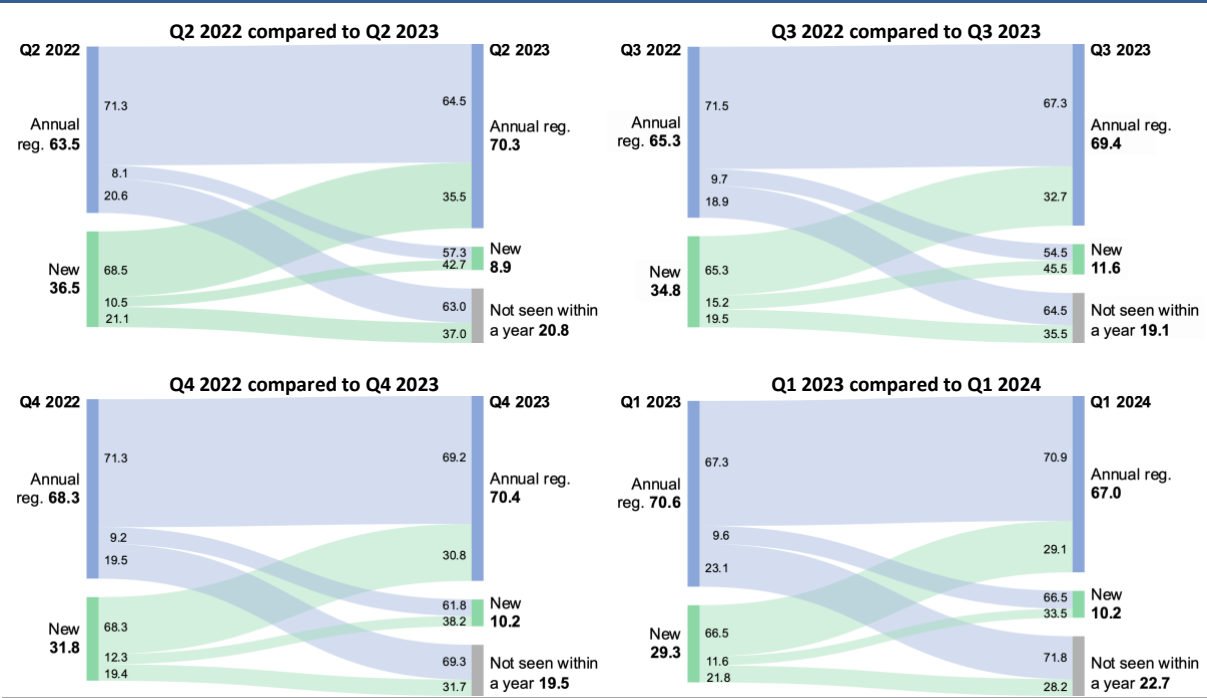 Q2 2022 compared to Q2 2023
Q2 2022
Q2 2023
71.3
64.5
Annual
reg. 63.5
Annual reg.
70.3
8.1
20.6
35.5
New
36.5
68.5
10.5
21.1
57.3
42.7
New
8.9
63.0
37.0
Not seen within
a year 20.8
Q3 2022 compared to Q3 2023
Q3 2022
Q3 2023
71.5
67.3
Annual
reg. 65.3
Annual reg.
69.4
9.7
18.9
32.7
New
34.8
65.3
15.2
19.5
54.5
45.5
New
11.6
64.5
35.5
Not seen within
a year 19.1
Q4 2022 compared to Q4 2023
Q4 2022
Q4 2023
71.3
69.2
Annual
reg. 68.3
Annual reg.
70.4
9.2
19.5
30.8
New
31.8
68.3
12.3
19.4
61.8
38.2
New
10.2
69.3
31.7
Not seen within
a year 19.5
Q1 2023 compared to Q1 2024
Q1 2023
Q1 2024
67.3
70.9
Annual
reg. 70.6
Annual reg.
67.0
9.6
23.1
29.1
New
29.3
66.5
11.6
21.8
66.5
33.5
New
10.2
71.8
28.2
Not seen within
a year 22.7